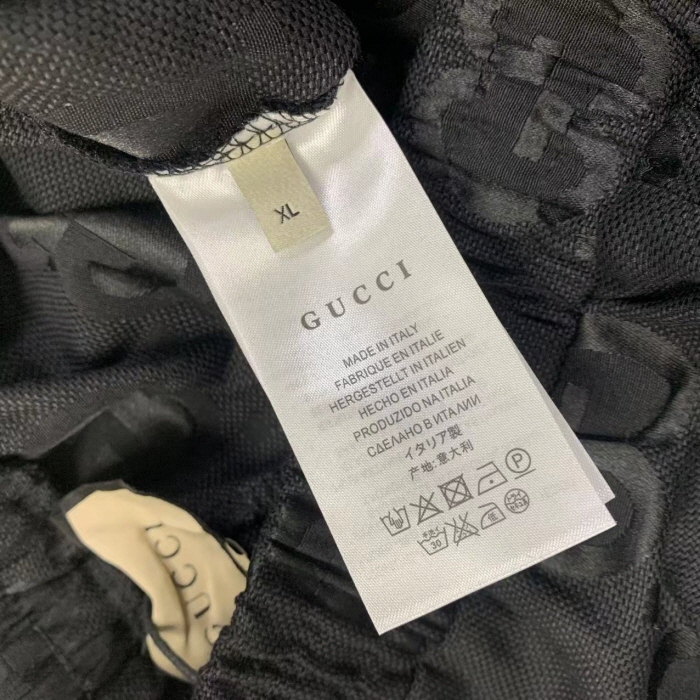 XL
GUCCI
MADE IN ITALY
FABRIQUE EN ITALIE
HERGESTELLT IN ITALIEN
HECHO EN ITALIA
PRODUZIDO NA ITALIA
СДЕЛАНО В ИТАЛИИ
イタリア製
产地:意大利
P
30
GUCCI